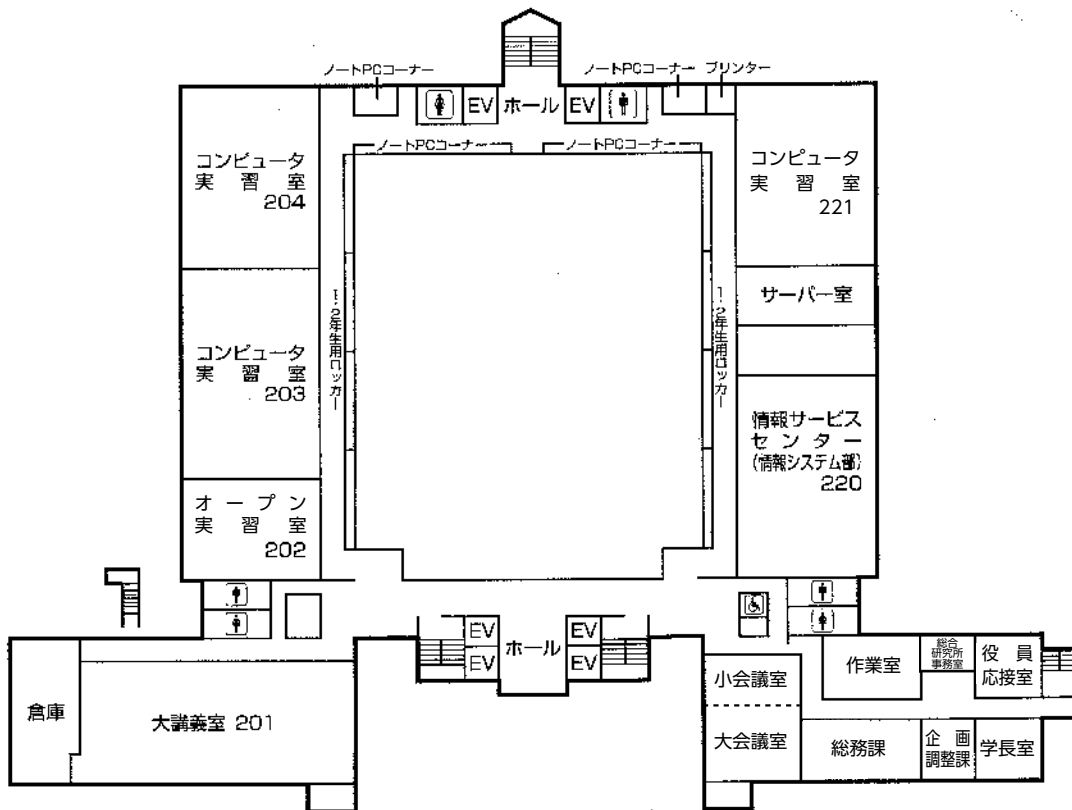 ノートPCコーナー
ノートPCコーナー
プリンター
EV
ホール
EV
ノートPCコーナー
ノートPCコーナー
コンピュータ
実習室
204
コンピュータ
実習室
221
サーバー室
1・2年生用ロッカー
1・2年生用ロッカー
コンピュータ
実習室
203
情報サービス
センター
(情報システム部)
220
オープン
実習室
202
EV
ホール
EV
EV
EV
倉庫
大講義室 201
小会議室
大会議室
作業室
総合
研究所
事務室
役員
応接室
総務課
企画
調整課
学長室